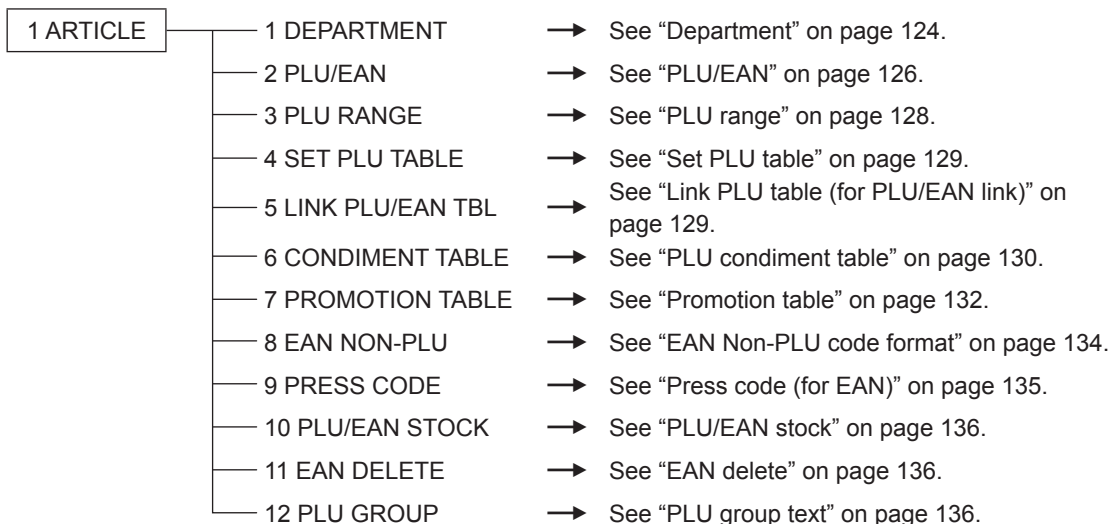 1 ARTICLE
1 DEPARTMENT See “Department” on page 124.
2 PLU/EAN See “PLU/EAN” on page 126.
3 PLU RANGE See “PLU range” on page 128.
4 SET PLU TABLE See “Set PLU table” on page 129.
5 LINK PLU/EAN TBL See “Link PLU table (for PLU/EAN link)” on
page 129.
6 CONDIMENT TABLE See “PLU condiment table” on page 130.
7 PROMOTION TABLE See “Promotion table” on page 132.
8 EAN NON-PLU See “EAN Non-PLU code format” on page 134.
9 PRESS CODE See “Press code (for EAN)” on page 135.
10 PLU/EAN STOCK See “PLU/EAN stock” on page 136.
11 EAN DELETE See “EAN delete” on page 136.
12 PLU GROUP See “PLU group text” on page 136.